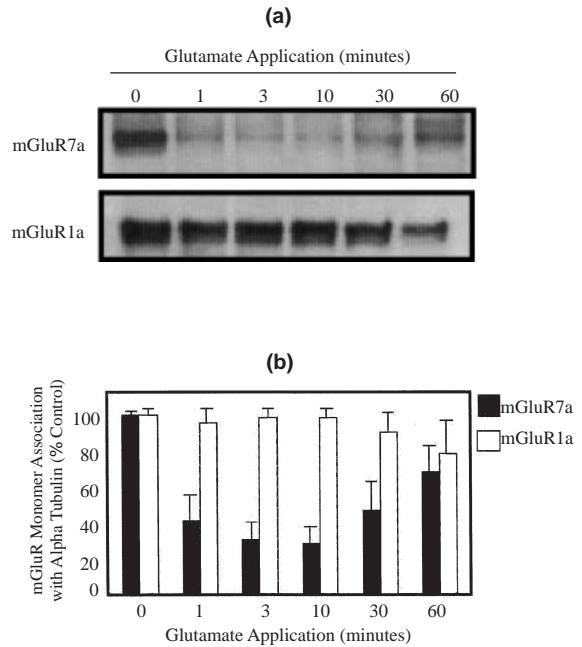 (a)
Glutamate Application (minutes)
0 1 3 10 30 60
mGluR7a
mGluR1a
(b)
mGluR Monomer Association
with Alpha Tubulin (% Control)
100
80
60
40
20
0
mGluR7a
mGluR1a
0 1 3 10 30 60
Glutamate Application (minutes)